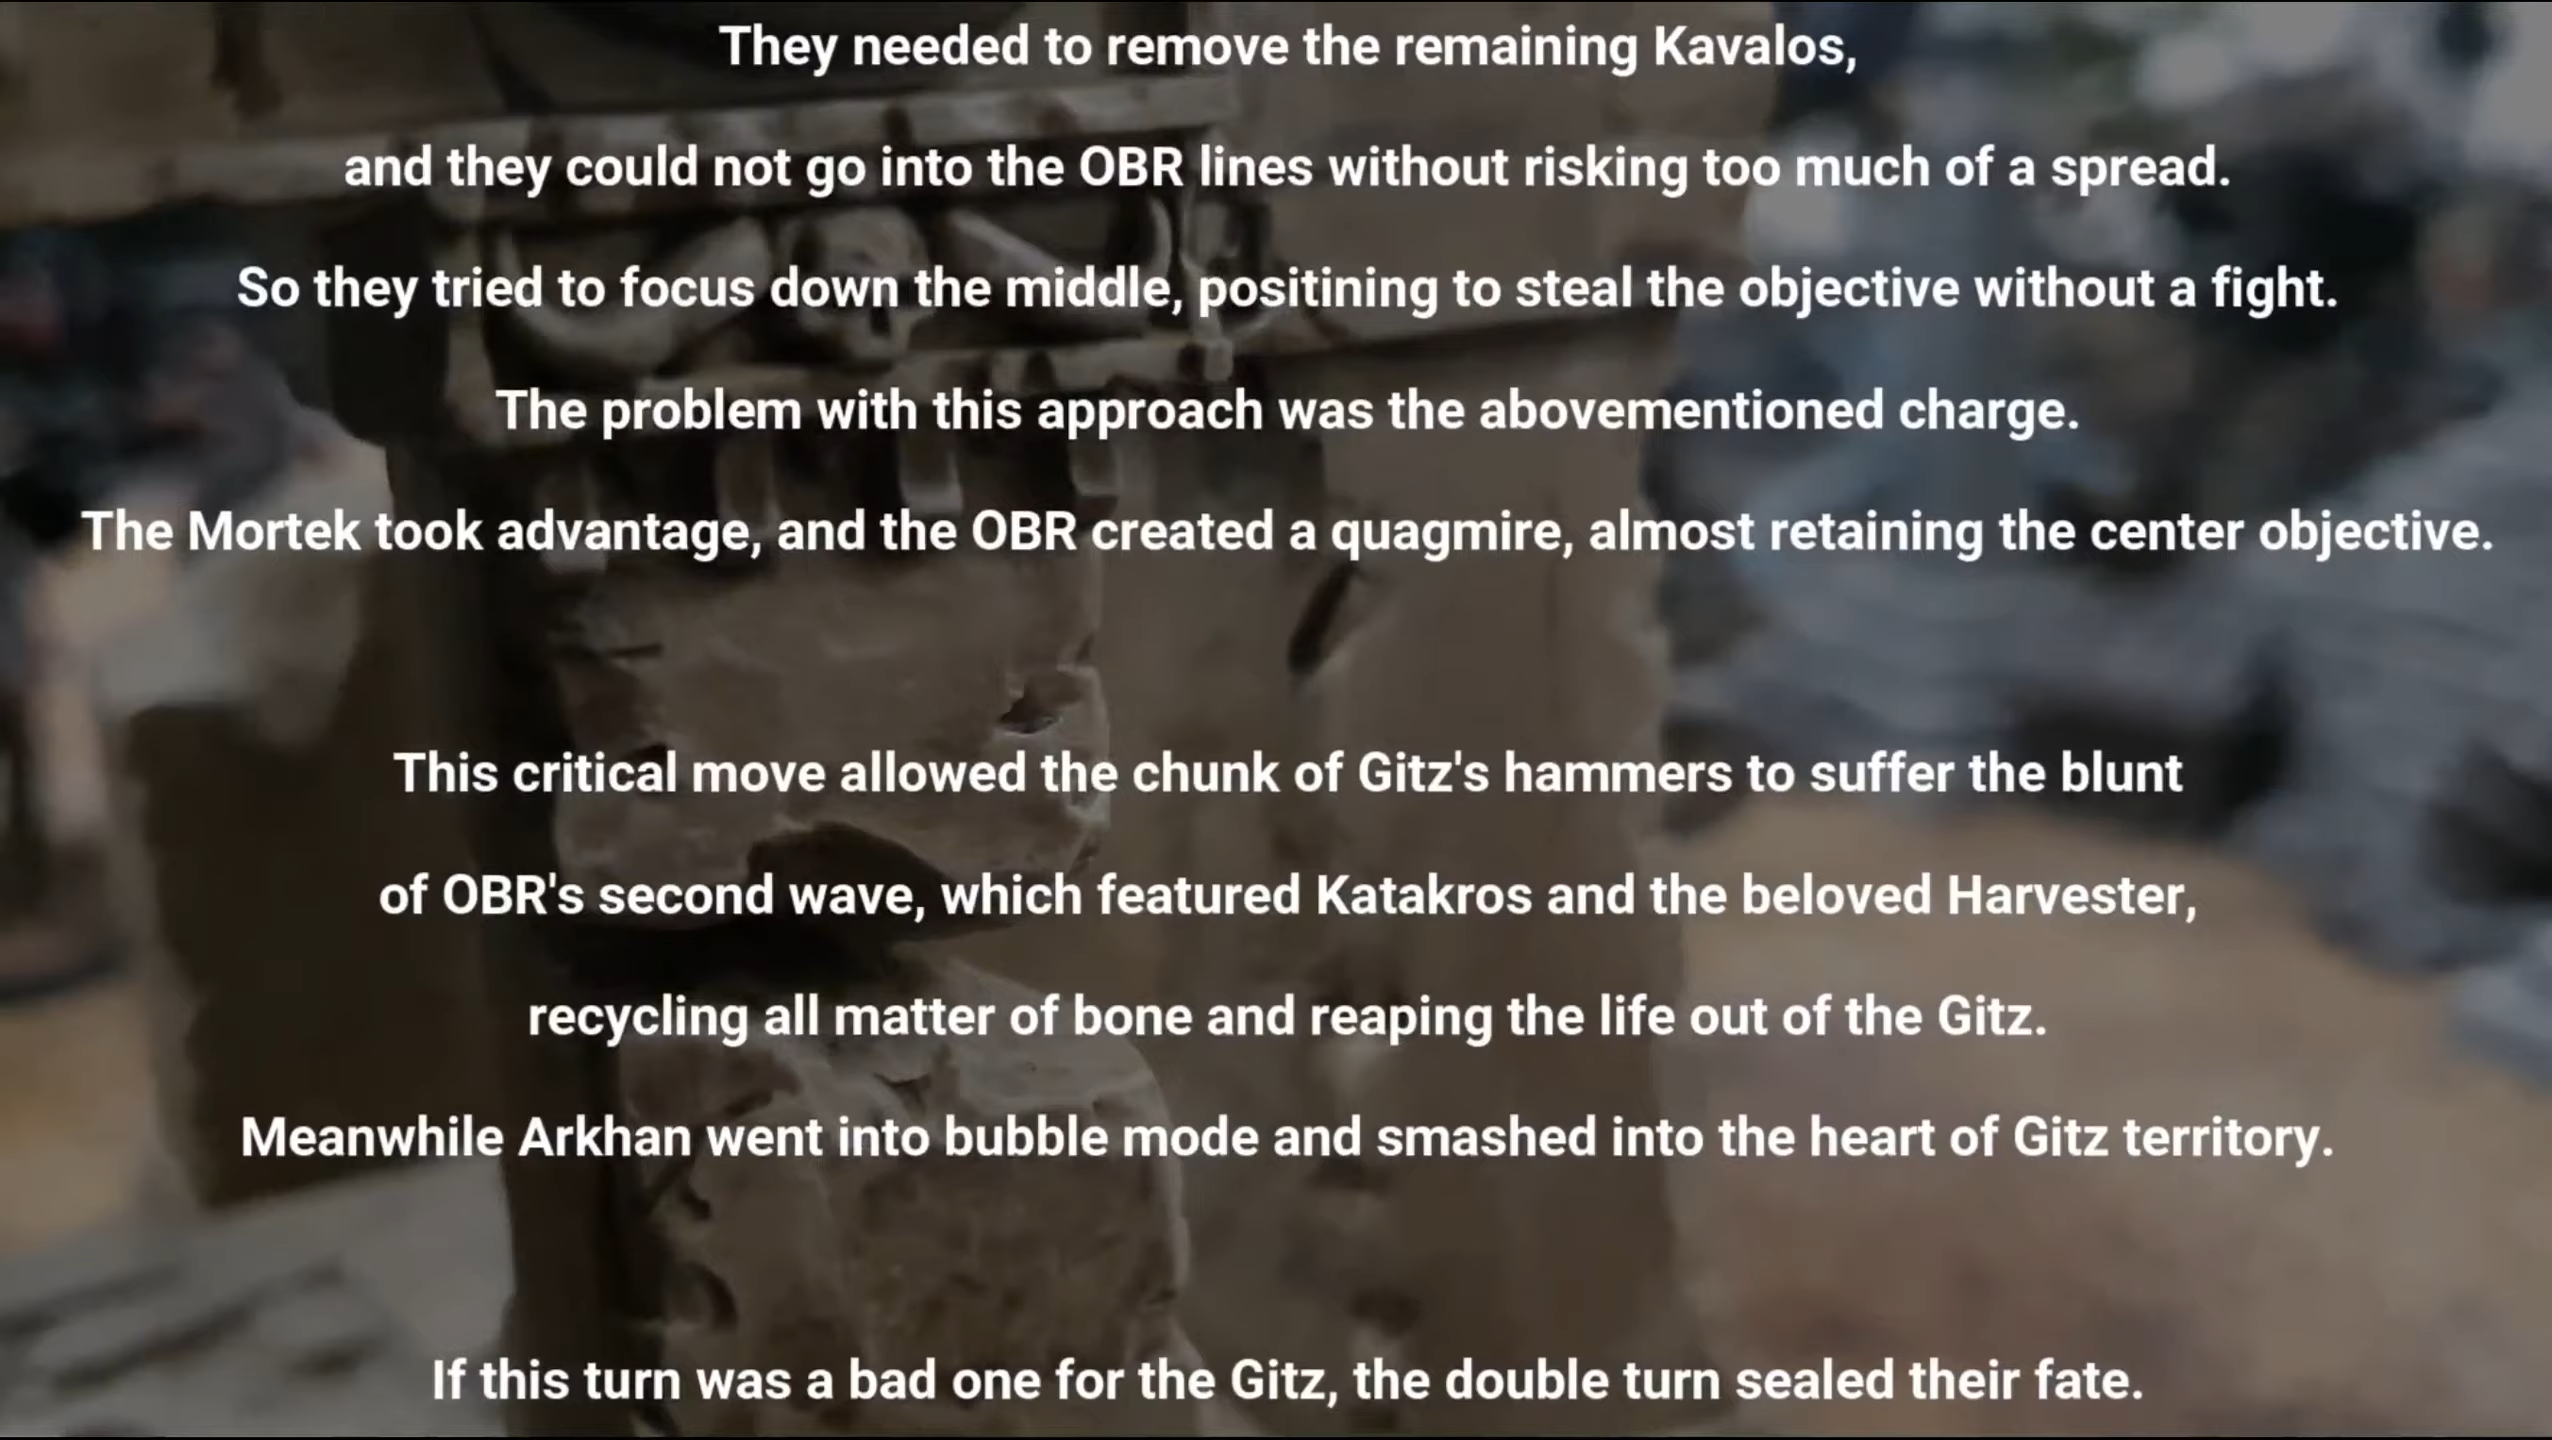 They needed to remove the remaining Kavalos,
and they could not go into the OBR lines without risking too much of a spread.
So they tried to focus down the middle, positining to steal the objective without a fight.
The problem with this approach was the abovementioned charge.
The Mortek took advantage, and the OBR created a quagmire, almost retaining the center objective.
This critical move allowed the chunk of Gitz's hammers to suffer the blunt
of OBR's second wave, which featured Katakros and the beloved Harvester,
recycling all matter of bone and reaping the life out of the Gitz.
Meanwhile Arkhan went into bubble mode and smashed into the heart of Gitz territory.
If this turn was a bad one for the Gitz, the double turn sealed their fate.